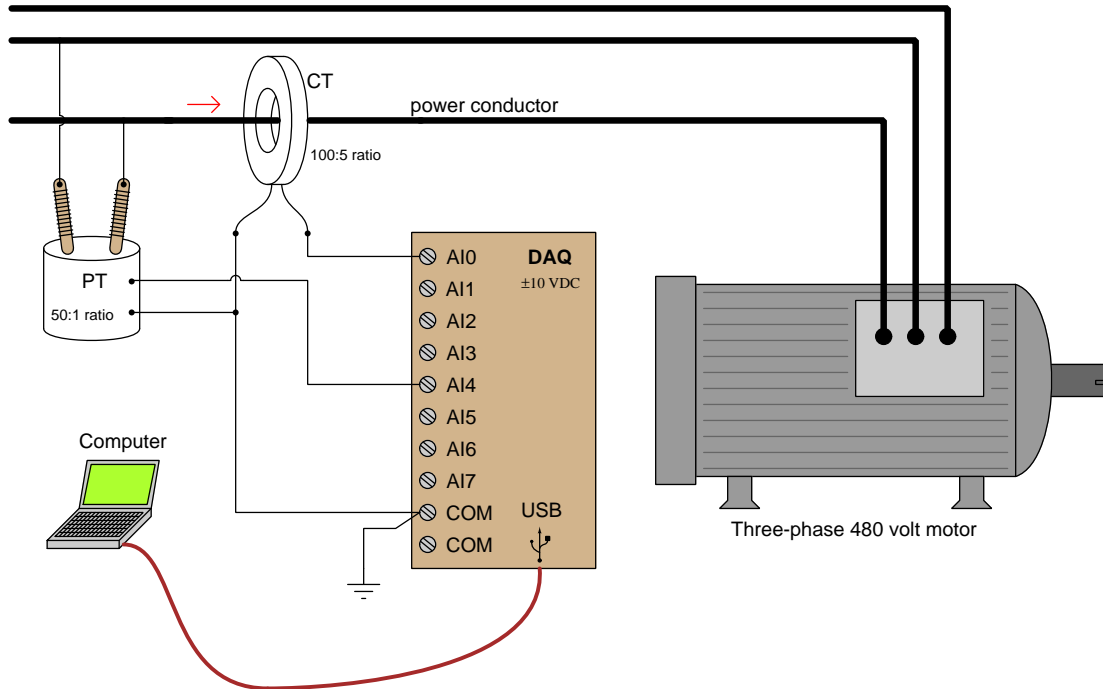 CT
power conductor
100:5 ratio
PT
50:1 ratio
DAQ
±10 VDC
AI0
AI1
AI2
AI3
AI4
AI5
AI6
AI7
COM
COM
USB
Computer
Three-phase 480 volt motor